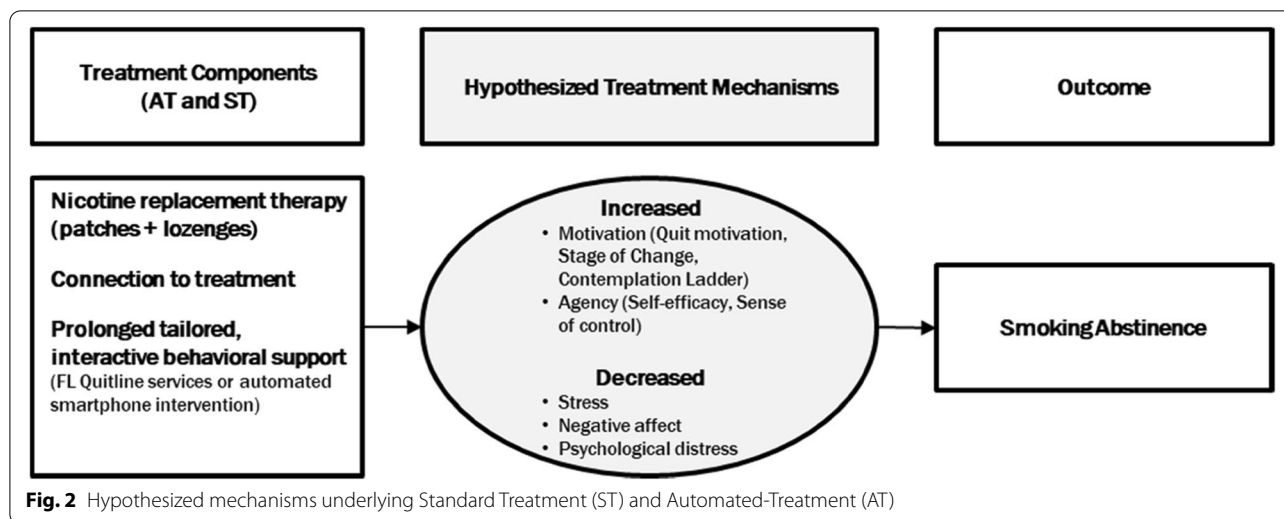 Treatment Components
(AT and ST)
Hypothesized Treatment Mechanisms
Outcome
Nicotine replacement therapy
(patches + lozenges)
Connection to treatment
Prolonged tailored,
interactive behavioral support
(FL Quitline services or automated
smartphone intervention)
Increased
• Motivation (Quit motivation,
Stage of Change,
Contemplation Ladder)
• Agency (Self-efficacy, Sense
of control)
Decreased
• Stress
• Negative affect
• Psychological distress
Smoking Abstinence
Fig. 2 Hypothesized mechanisms underlying Standard Treatment (ST) and Automated-Treatment (AT)